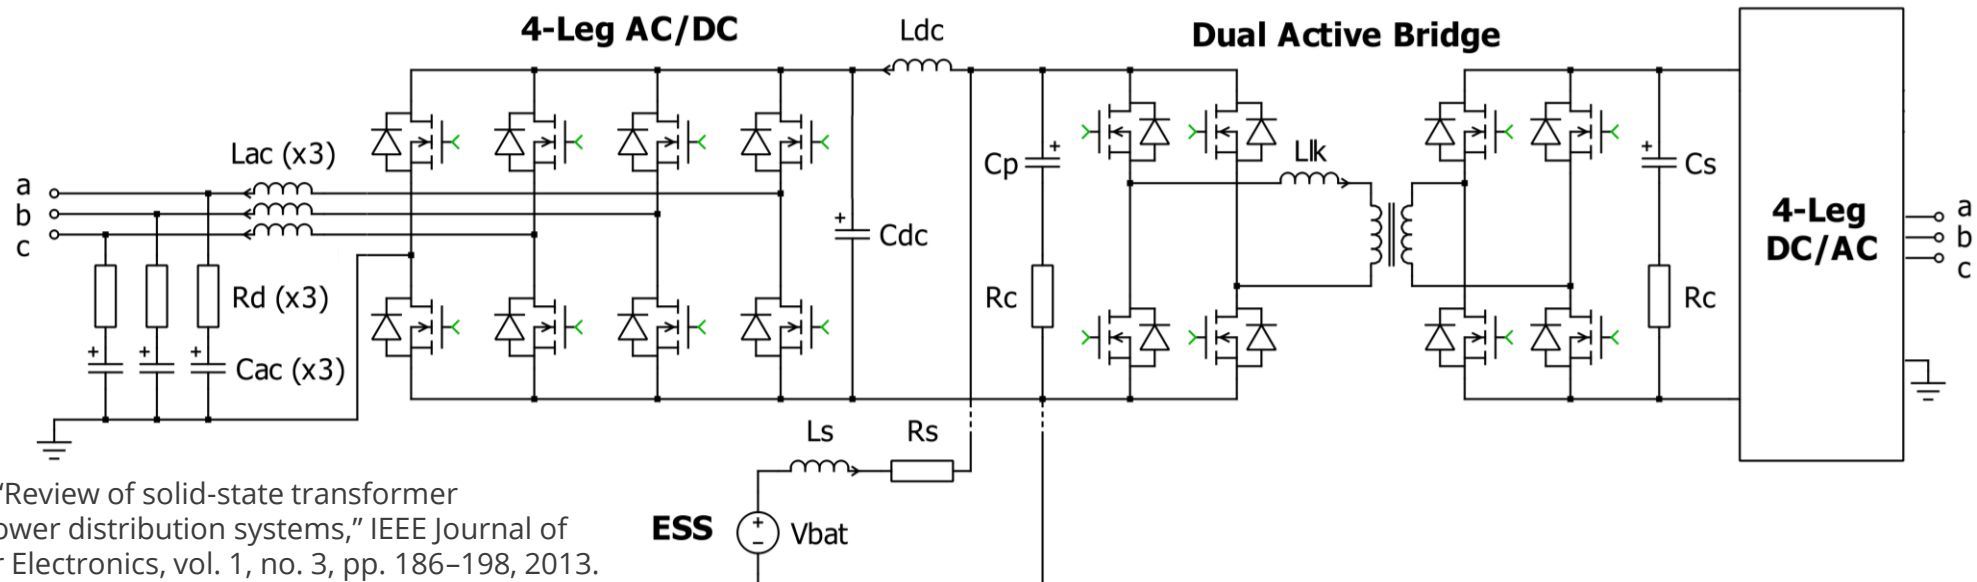 4-Leg AC/DC
Ldc
Dual Active Bridge
Lac (x3)
a
b
c
Rd (x3)
Cac (x3)
+
+
+
+
Cdc
Cp
+
Rc
Llk
+
Cs
Rc
4-Leg
DC/AC
a
b
c
Ls
Rs
ESS
+
−
Vbat
“Review of solid-state transformer
ower distribution systems,” IEEE Journal of
r Electronics, vol. 1, no. 3, pp. 186–198, 2013.